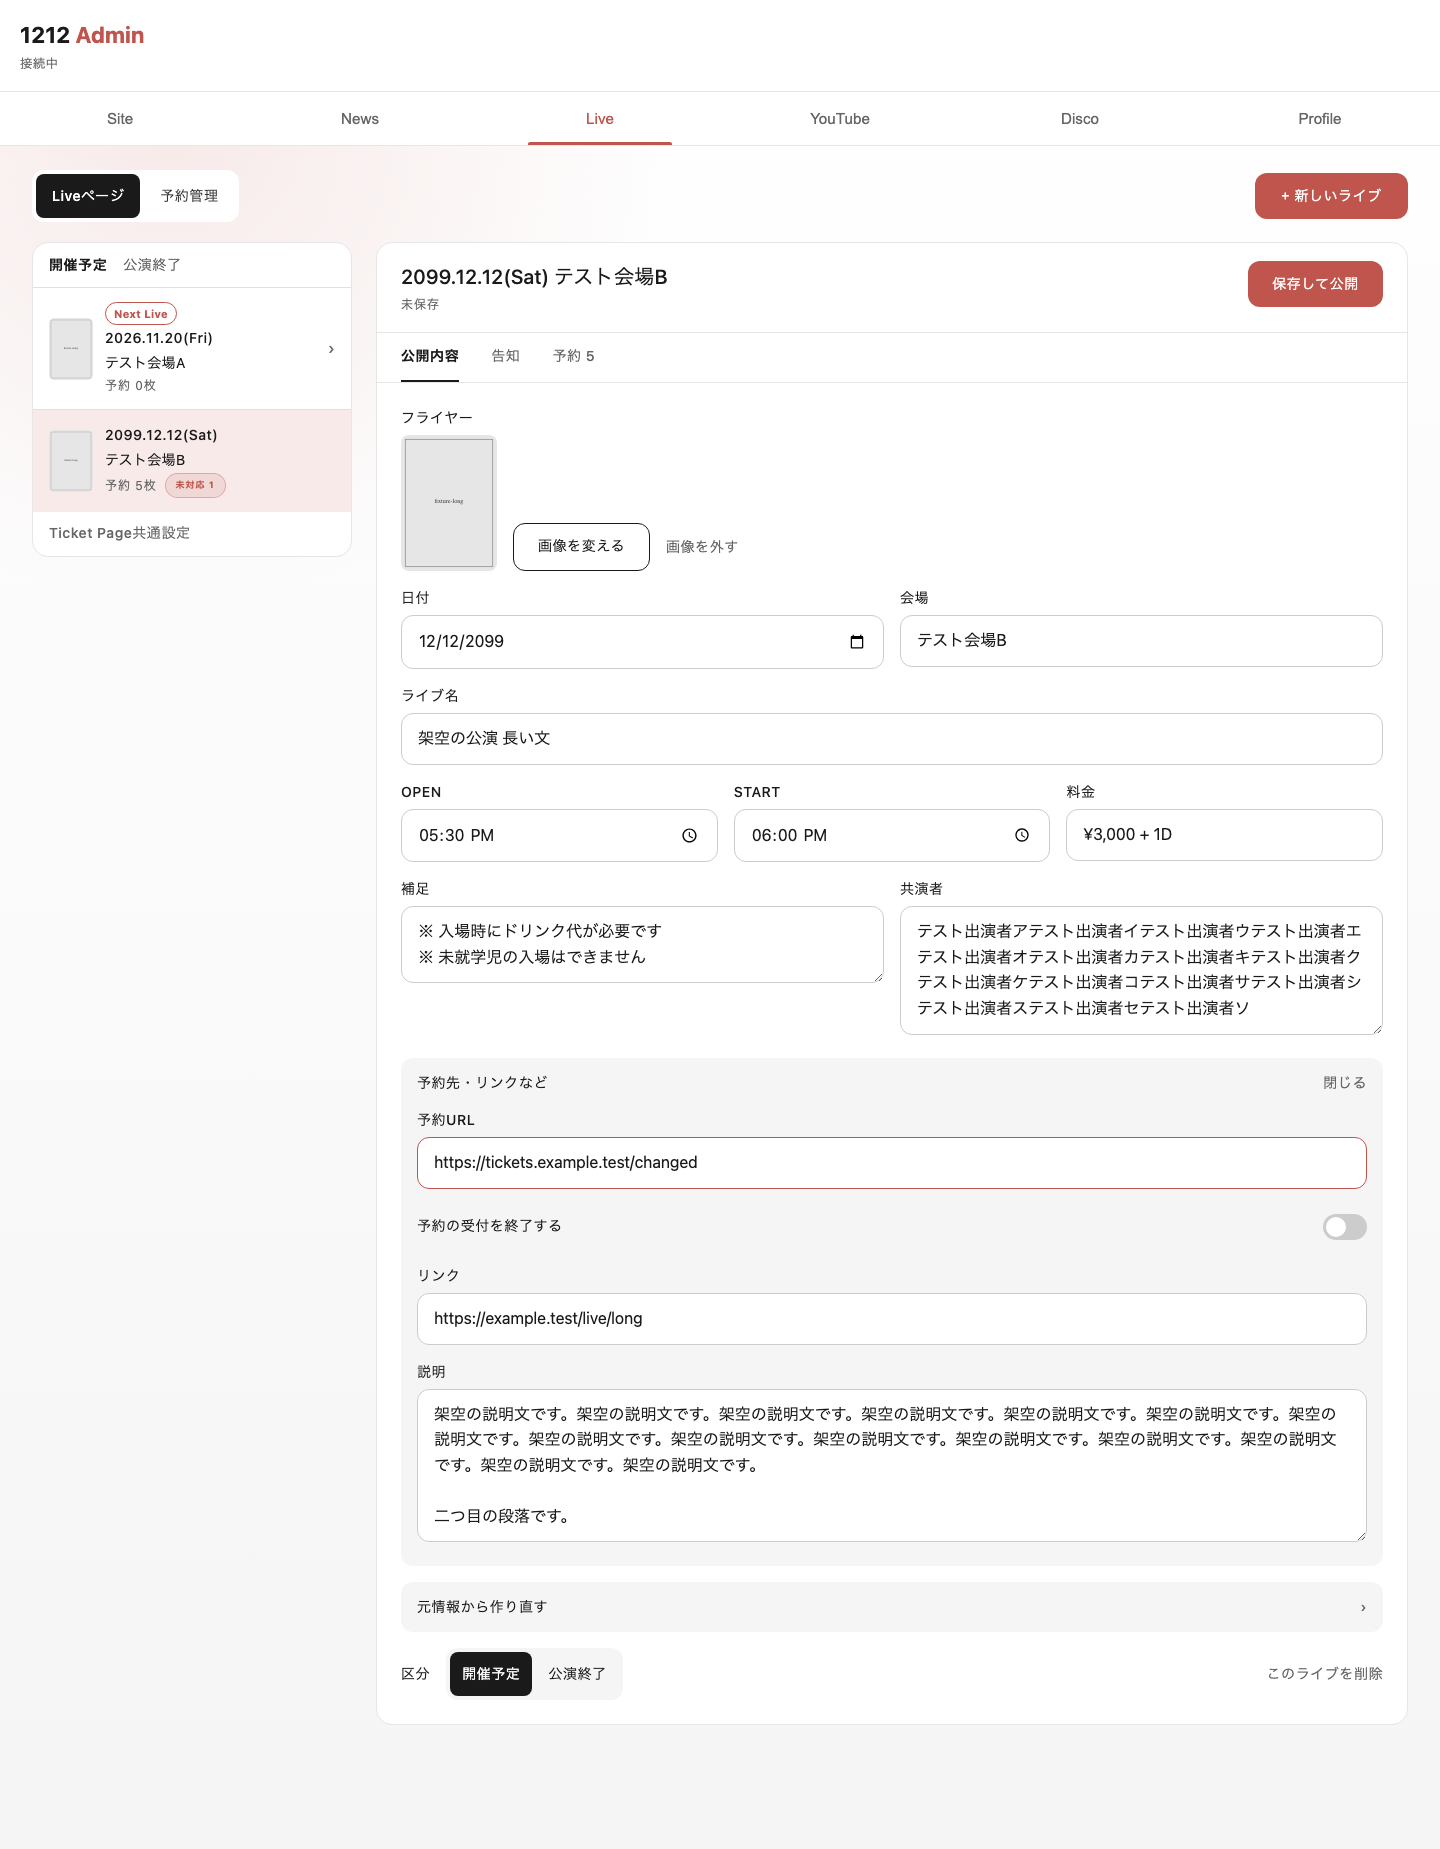 1212 Admin
接続中
Site
News
Live
YouTube
Disco
Profile
Liveページ
予約管理
+ 新しいライブ
開催予定
公演終了
Next Live
2026.11.20(Fri)
テスト会場A
予約 0枚
2099.12.12(Sat)
テスト会場B
予約 5枚
未対応 1
Ticket Page共通設定
2099.12.12(Sat) テスト会場B
未保存
保存して公開
公開内容
告知
予約 5
フライヤー
fixture-long
画像を変える
画像を外す
日付
会場
12/12/2099
テスト会場B
ライブ名
架空の公演 長い文
OPEN
START
料金
05:30 PM
06:00 PM
¥3,000 + 1D
補足
共演者
※ 入場時にドリンク代が必要です
※ 未就学児の入場はできません
テスト出演者アテスト出演者イテスト出演者ウテスト出演者エ
テスト出演者オテスト出演者カテスト出演者キテスト出演者ク
テスト出演者ケテスト出演者コテスト出演者サテスト出演者シ
テスト出演者ステスト出演者セテスト出演者ソ
予約先・リンクなど
閉じる
予約URL
https://tickets.example.test/changed
予約の受付を終了する
リンク
https://example.test/live/long
説明
架空の説明文です。架空の説明文です。架空の説明文です。架空の説明文です。架空の説明文です。架空の説明文です。架空の
説明文です。架空の説明文です。架空の説明文です。架空の説明文です。架空の説明文です。架空の説明文です。架空の説明文
です。架空の説明文です。架空の説明文です。
二つ目の段落です。
元情報から作り直す
区分
開催予定
公演終了
このライブを削除